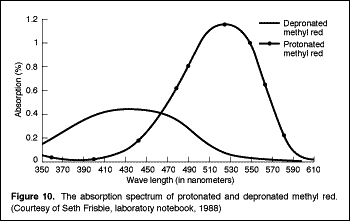 Depronated
methyl red
Protonated
methyl red
Absorption (%)
1.2
1
0.8
0.6
0.4
0.2
0
350 370 390 410 430 450 470 490 510 530 550 570 590 610
Wave length (in nanometers)
Figure 10. The absorption spectrum of protonated and depronated methyl red.
(Courtesy of Seth Frisbie, laboratory notebook, 1988)